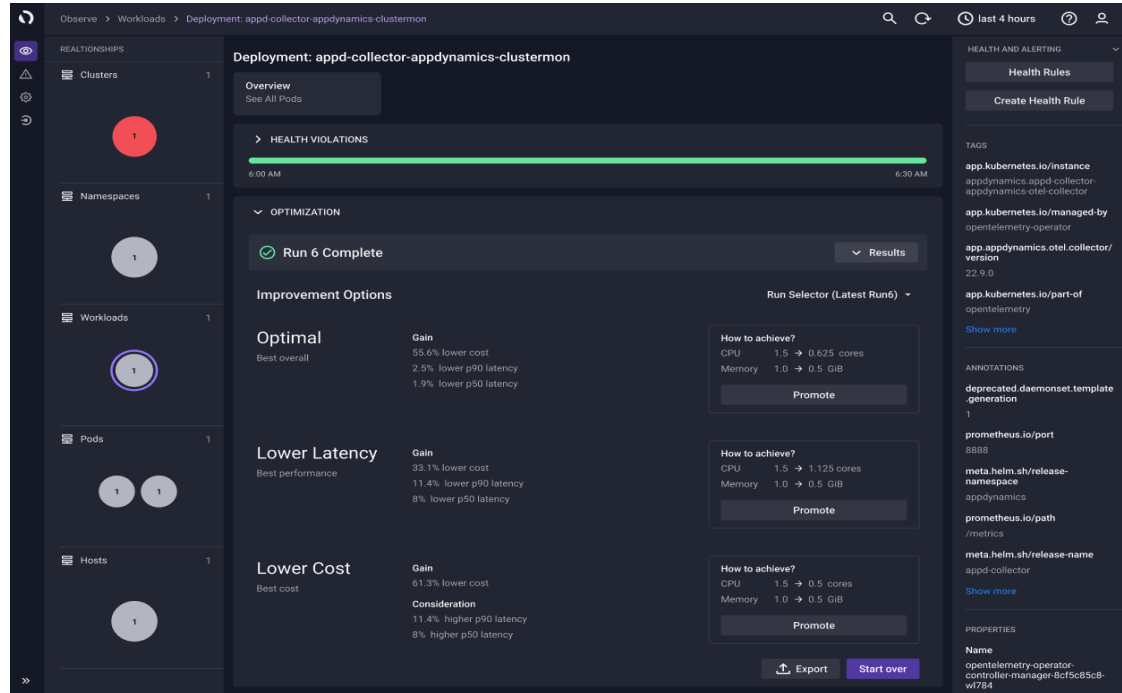 Observe > Workloads > Deployment: appd-collector-appdynamics-clustermon
last 4 hours
REALTIONSHIPS
Clusters 1
1
Namespaces 1
1
Workloads 1
1
Pods 1
1 1
Hosts 1
1
Deployment: appd-collector-appdynamics-clustermon
Overview
See All Pods
HEALTH VIOLATIONS
6:00 AM 6:30 AM
OPTIMIZATION
Run 6 Complete
Results
Improvement Options
Run Selector (Latest Run6)
Optimal
Best overall
Gain
55.6% lower cost
2.5% lower p90 latency
1.9% lower p50 latency
How to achieve?
CPU 1.5 → 0.625 cores
Memory 1.0 → 0.5 GiB
Promote
Lower Latency
Best performance
Gain
33.1% lower cost
11.4% lower p90 latency
8% lower p50 latency
How to achieve?
CPU 1.5 → 1.125 cores
Memory 1.0 → 0.5 GiB
Promote
Lower Cost
Best cost
Gain
61.3% lower cost
Consideration
11.4% higher p90 latency
8% higher p50 latency
How to achieve?
CPU 1.5 → 0.5 cores
Memory 1.0 → 0.5 GiB
Promote
Export
Start over
HEALTH AND ALERTING
Health Rules
Create Health Rule
TAGS
app.kubernetes.io/instance
appdynamics.appd-collector-
appdynamics-otel-collector
app.kubernetes.io/managed-by
opentelemetry-operator
app.appdynamics.otel.collector/
version
22.9.0
app.kubernetes.io/part-of
opentelemetry
Show more
ANNOTATIONS
deprecated.daemonset.template
.generation
1
prometheus.io/port
8888
meta.helm.sh/release-
namespace
appdynamics
prometheus.io/path
/metrics
meta.helm.sh/release-name
appd-collector
Show more
PROPERTIES
Name
opentelemetry-operator-
controller-manager-8cf5c85c8-
wl784